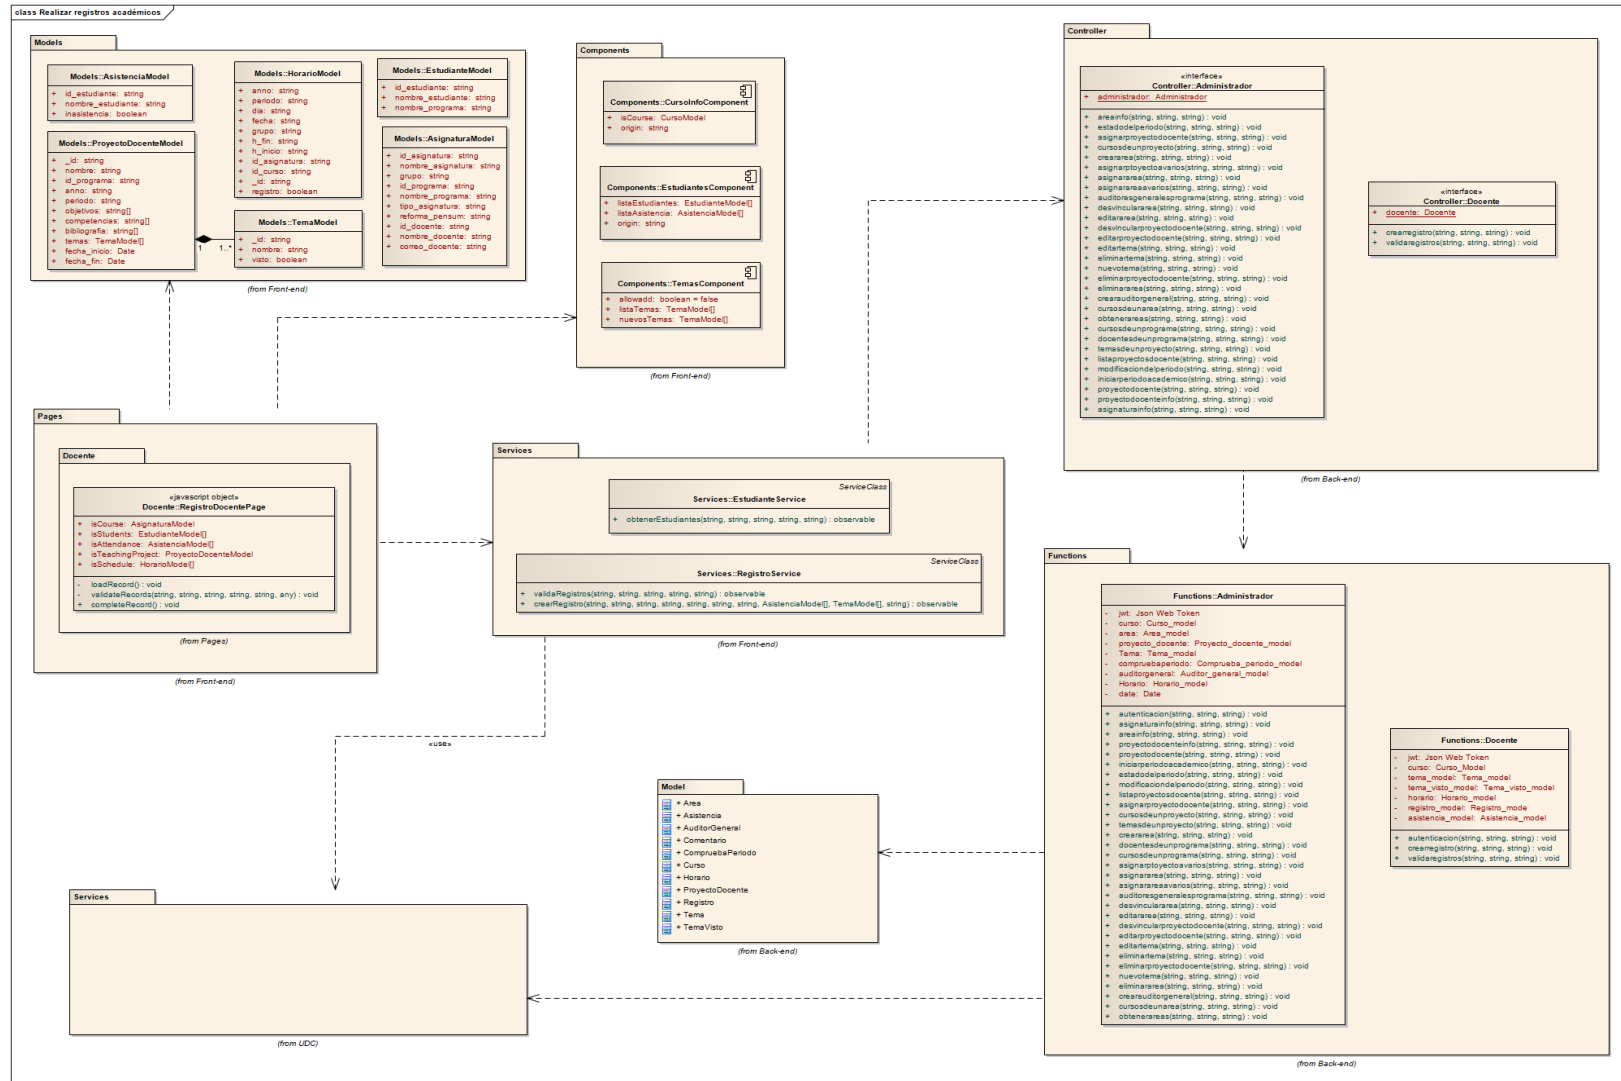 class Realizar registros académicos
Models
Models::AsistenciaModel
+ id_estudiante: string
+ nombre_estudiante: string
+ inasistencia: boolean
Models::ProyectoDocenteModel
+ _id: string
+ nombre: string
+ id_programa: string
+ anno: string
+ periodo: string
+ objetivos: string[]
+ competencias: string[]
+ bibliografia: string[]
+ temas: TemaModel[]
+ fecha_inicio: Date
+ fecha_fin: Date
1
1..*
Models::HorarioModel
+ anno: string
+ periodo: string
+ dia: string
+ fecha: string
+ grupo: string
+ h_fin: string
+ h_inicio: string
+ id_asignatura: string
+ id_curso: string
+ _id: string
+ registro: boolean
Models::TemaModel
+ _id: string
+ nombre: string
+ visto: boolean
Models::EstudianteModel
+ id_estudiante: string
+ nombre_estudiante: string
+ nombre_programa: string
Models::AsignaturaModel
+ id_asignatura: string
+ nombre_asignatura: string
+ grupo: string
+ id_programa: string
+ nombre_programa: string
+ tipo_asignatura: string
+ reforma_pensum: string
+ id_docente: string
+ nombre_docente: string
+ correo_docente: string
(from Front-end)
Components
Components::CursoInfoComponent
+ isCourse: CursoModel
+ origin: string
Components::EstudiantesComponent
+ listaEstudiantes: EstudianteModel[]
+ listaAsistencia: AsistenciaModel[]
+ origin: string
Components::TemasComponent
+ allowadd: boolean = false
+ listaTemas: TemaModel[]
+ nuevosTemas: TemaModel[]
(from Front-end)
Controller
«interface»
Controller::Administrador
+ administrador: Administrador
+ areainfo(string, string, string) : void
+ estadodelperiodo(string, string, string) : void
+ asignarproyectodocente(string, string, string) : void
+ cursosdeunproyecto(string, string, string) : void
+ creararea(string, string, string) : void
+ asignarptoyectoavarios(string, string, string) : void
+ asignararea(string, string, string) : void
+ asignarareaavarios(string, string, string) : void
+ auditoresgeneralesprograma(string, string, string) : void
+ desvinculararea(string, string, string) : void
+ editararea(string, string, string) : void
+ desvincularproyectodocente(string, string, string) : void
+ editarproyectodocente(string, string, string) : void
+ editartema(string, string, string) : void
+ eliminartema(string, string, string) : void
+ nuevotema(string, string, string) : void
+ eliminarproyectodocente(string, string, string) : void
+ eliminararea(string, string, string) : void
+ crearauditorgeneral(string, string, string) : void
+ cursosdeunarea(string, string, string) : void
+ obtenerareas(string, string, string) : void
+ cursosdeunprograma(string, string, string) : void
+ docentesdeunprograma(string, string, string) : void
+ temasdeunproyecto(string, string, string) : void
+ listaproyectosdocente(string, string, string) : void
+ modificaciondelperiodo(string, string, string) : void
+ iniciarperiodoacademico(string, string, string) : void
+ proyectodocente(string, string, string) : void
+ proyectodocenteinfo(string, string, string) : void
+ asignaturainfo(string, string, string) : void
«interface»
Controller::Docente
+ docente: Docente
+ crearregistro(string, string, string) : void
+ validaregistros(string, string, string) : void
(from Back-end)
Pages
Docente
«javascript object»
Docente::RegistroDocentePage
+ isCourse: AsignaturaModel
+ isStudents: EstudianteModel[]
+ isAttendance: AsistenciaModel[]
+ isTeachingProject: ProyectoDocenteModel
+ isSchedule: HorarioModel[]
- loadRecord() : void
- validateRecords(string, string, string, string, string, any) : void
+ completeRecord() : void
(from Pages)
(from Front-end)
Services
ServiceClass
Services::EstudianteService
+ obtenerEstudiantes(string, string, string, string, string) : observable
ServiceClass
Services::RegistroService
+ validaRegistros(string, string, string, string, string) : observable
+ crearRegistro(string, string, string, string, string, string, string, AsistenciaModel[], TemaModel[], string) : observable
(from Front-end)
«use»
Functions
Functions::Administrador
- jwt: Json Web Token
- curso: Curso_model
- area: Area_model
- proyecto_docente: Proyecto_docente_model
- Tema: Tema_model
- compruebaperiodo: Comprueba_periodo_model
- auditorgeneral: Auditor_general_model
- Horario: Horario_model
- date: Date
+ autenticacion(string, string, string) : void
+ asignaturainfo(string, string, string) : void
+ areainfo(string, string, string) : void
+ proyectodocenteinfo(string, string, string) : void
+ proyectodocente(string, string, string) : void
+ iniciarperiodoacademico(string, string, string) : void
+ estadodelperiodo(string, string, string) : void
+ modificaciondelperiodo(string, string, string) : void
+ listaproyectosdocente(string, string, string) : void
+ asignarproyectodocente(string, string, string) : void
+ cursosdeunproyecto(string, string, string) : void
+ temasdeunproyecto(string, string, string) : void
+ creararea(string, string, string) : void
+ docentesdeunprograma(string, string, string) : void
+ cursosdeunprograma(string, string, string) : void
+ asignarptoyectoavarios(string, string, string) : void
+ asignararea(string, string, string) : void
+ asignarareaavarios(string, string, string) : void
+ auditoresgeneralesprograma(string, string, string) : void
+ desvinculararea(string, string, string) : void
+ editararea(string, string, string) : void
+ desvincularproyectodocente(string, string, string) : void
+ editarproyectodocente(string, string, string) : void
+ editartema(string, string, string) : void
+ eliminartema(string, string, string) : void
+ eliminarproyectodocente(string, string, string) : void
+ nuevotema(string, string, string) : void
+ eliminararea(string, string, string) : void
+ crearauditorgeneral(string, string, string) : void
+ cursosdeunarea(string, string, string) : void
+ obtenerareas(string, string, string) : void
Functions::Docente
- jwt: Json Web Token
- curso: Curso_Model
- tema_model: Tema_model
- tema_visto_model: Tema_visto_model
- horario: Horario_model
- registro_model: Registro_mode
- asistencia_model: Asistencia_model
+ autenticacion(string, string, string) : void
+ crearregistro(string, string, string) : void
+ validaregistros(string, string, string) : void
(from Back-end)
Model
+ Area
+ Asistencia
+ AuditorGeneral
+ Comentario
+ CompruebaPeriodo
+ Curso
+ Horario
+ ProyectoDocente
+ Registro
+ Tema
+ TemaVisto
(from Back-end)
Services
(from UDC)